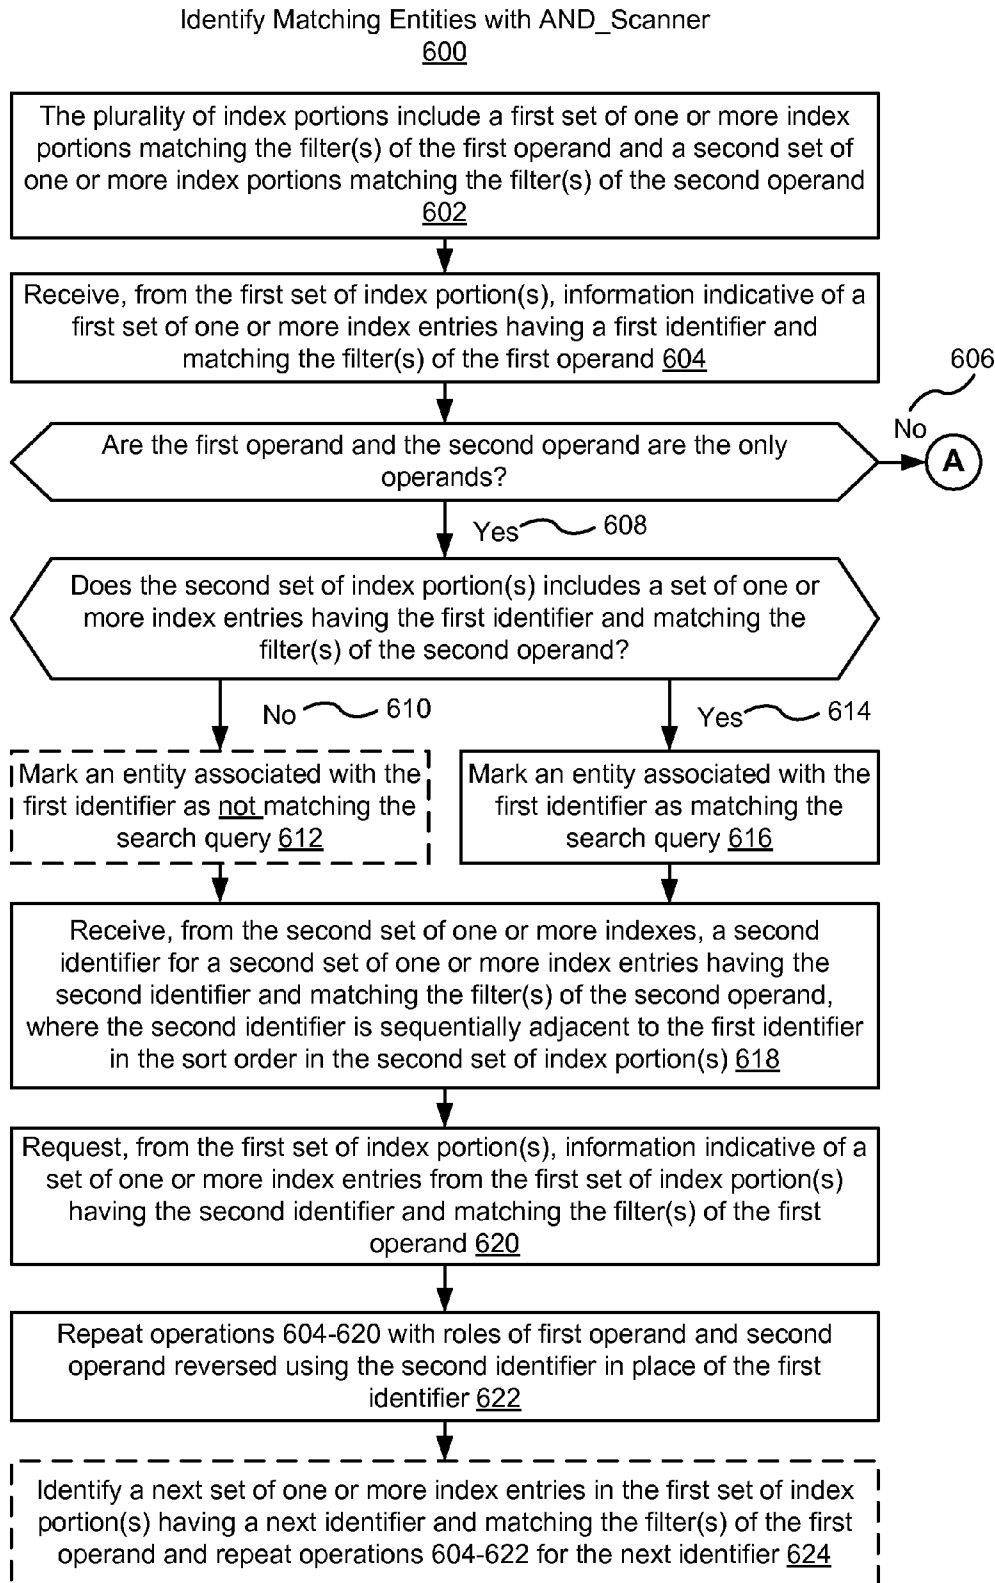 Identify Matching Entities with AND_Scanner
600
The plurality of index portions include a first set of one or more index
portions matching the filter(s) of the first operand and a second set of
one or more index portions matching the filter(s) of the second operand
602
Receive, from the first set of index portion(s), information indicative of a
first set of one or more index entries having a first identifier and
matching the filter(s) of the first operand 604
606
No
Are the first operand and the second operand are the only
operands?
A
Yes 608
Does the second set of index portion(s) includes a set of one or
more index entries having the first identifier and matching the
filter(s) of the second operand?
No 610
Yes 614
Mark an entity associated with the
first identifier as not matching the
search query 612
Mark an entity associated with the
first identifier as matching the
search query 616
Receive, from the second set of one or more indexes, a second
identifier for a second set of one or more index entries having the
second identifier and matching the filter(s) of the second operand,
where the second identifier is sequentially adjacent to the first identifier
in the sort order in the second set of index portion(s) 618
Request, from the first set of index portion(s), information indicative of a
set of one or more index entries from the first set of index portion(s)
having the second identifier and matching the filter(s) of the first
operand 620
Repeat operations 604-620 with roles of first operand and second
operand reversed using the second identifier in place of the first
identifier 622
Identify a next set of one or more index entries in the first set of index
portion(s) having a next identifier and matching the filter(s) of the first
operand and repeat operations 604-622 for the next identifier 624